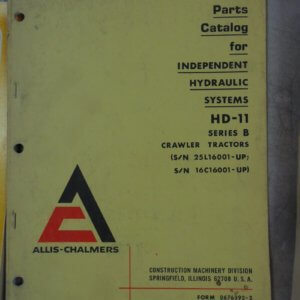 Parts
Catalog
for
INDEPENDENT
HYDRAULIC
SYSTEMS
HD-11
SERIES B
CRAWLER TRACTORS
(S/N 25L16001-UP;
S/N 16C16001-UP)
ALLIS-CHALMERS
CONSTRUCTION MACHINERY DIVISION
SPRINGFIELD, ILLINOIS 62708 U. S. A.
FORM